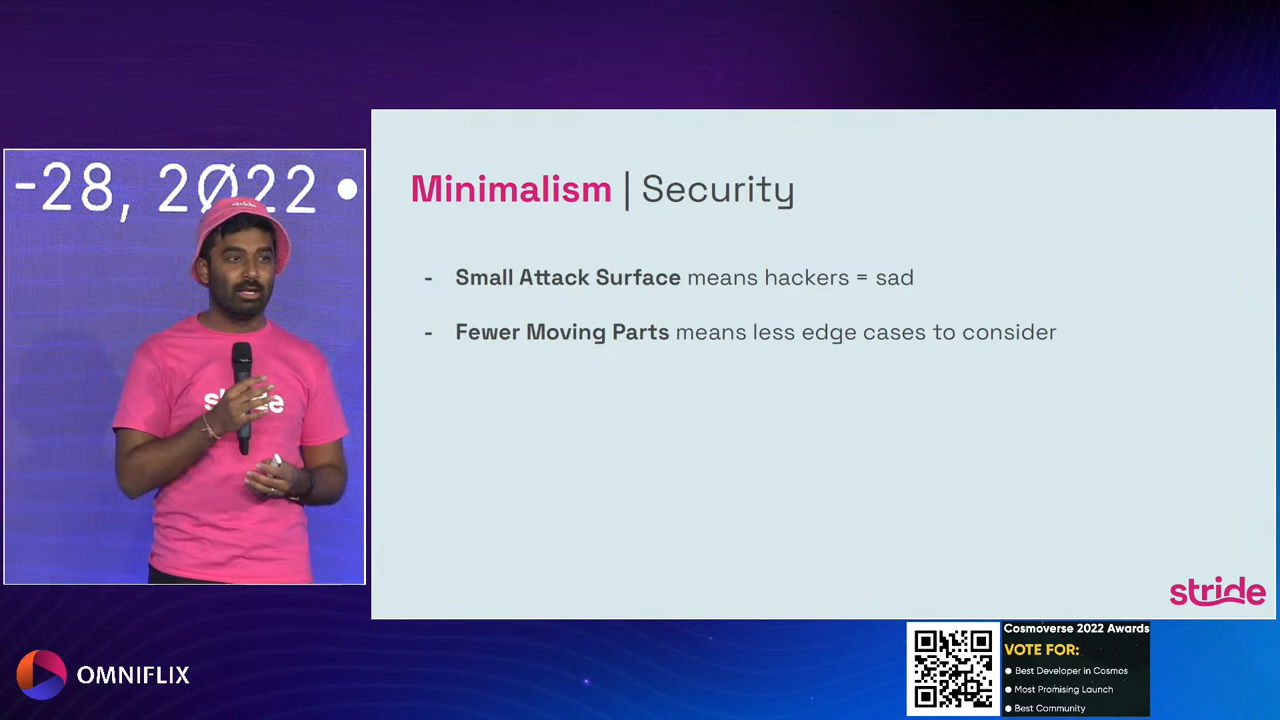 -28, 2022 •
stride
Minimalism | Security
- Small Attack Surface means hackers = sad
- Fewer Moving Parts means less edge cases to consider
stride
OMNIFLIX
Cosmoverse 2022 Awards
VOTE FOR:
● Best Developer in Cosmos
● Most Promising Launch
● Best Community